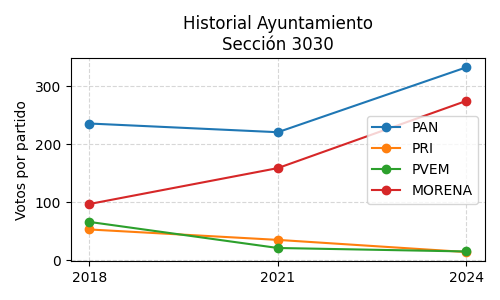 Historial Ayuntamiento
Sección 3030
Votos por partido
300
200
100
0
2018
2021
2024
PAN
PRI
PVEM
MORENA